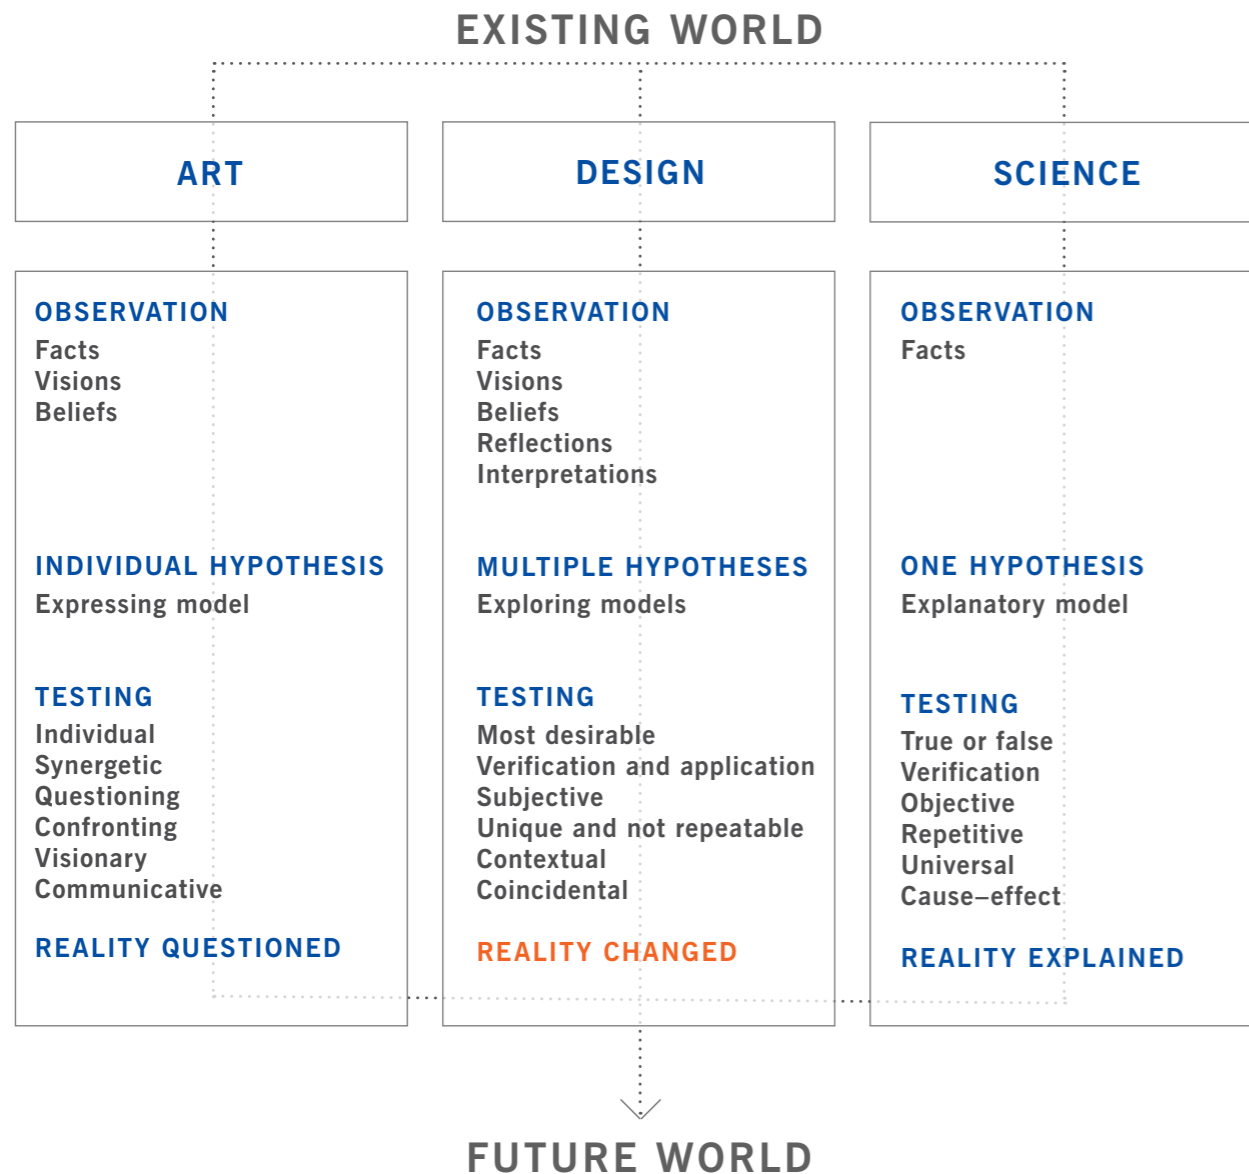 EXISTING WORLD
ART
DESIGN
SCIENCE
OBSERVATION
Facts
Visions
Beliefs
INDIVIDUAL HYPOTHESIS
Expressing model
TESTING
Individual
Synergetic
Questioning
Confronting
Visionary
Communicative
REALITY QUESTIONED
OBSERVATION
Facts
Visions
Beliefs
Reflections
Interpretations
MULTIPLE HYPOTHESES
Exploring models
TESTING
Most desirable
Verification and application
Subjective
Unique and not repeatable
Contextual
Coincidental
REALITY CHANGED
OBSERVATION
Facts
ONE HYPOTHESIS
Explanatory model
TESTING
True or false
Verification
Objective
Repetitive
Universal
Cause–effect
REALITY EXPLAINED
FUTURE WORLD